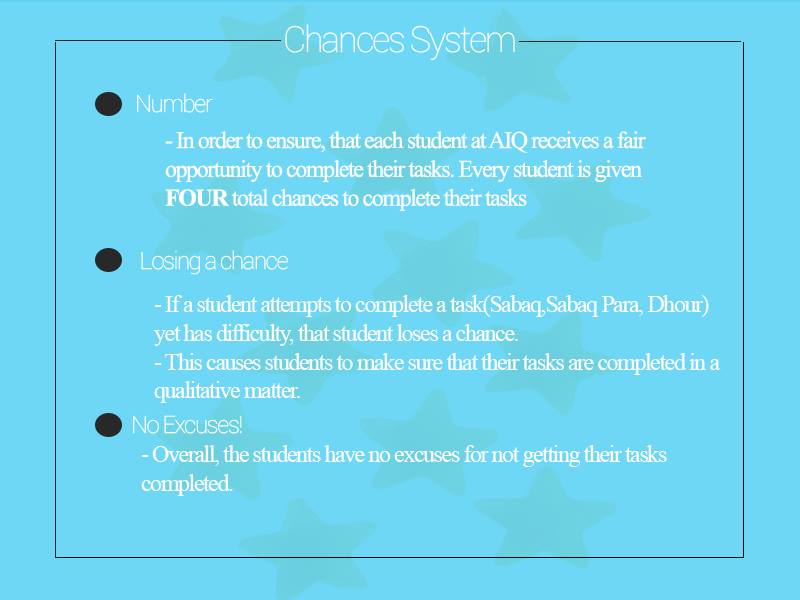 Chances System
Number
- In order to ensure, that each student at AIQ receives a fair
opportunity to complete their tasks. Every student is given
FOUR total chances to complete their tasks
Losing a chance
- If a student attempts to complete a task(Sabaq,Sabaq Para, Dhour)
yet has difficulty, that student loses a chance.
- This causes students to make sure that their tasks are completed in a
qualitative matter.
No Excuses!
- Overall, the students have no excuses for not getting their tasks
completed.